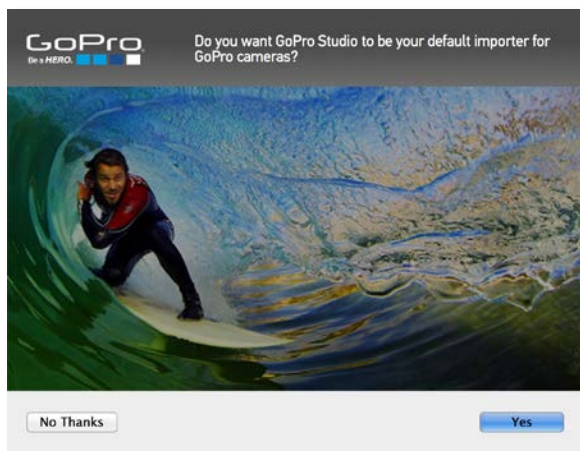 GoPro
Be a HERO.
Do you want GoPro Studio to be your default importer for
GoPro cameras?
No Thanks
Yes